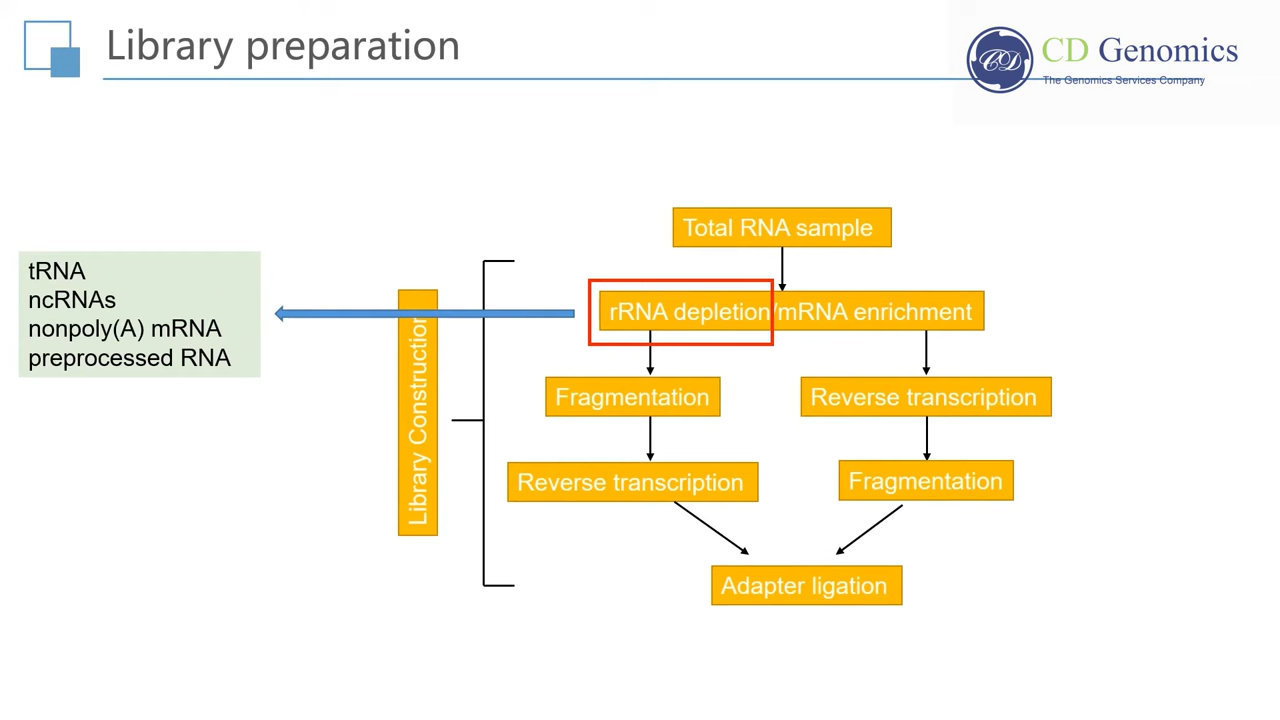 Library preparation
CD Genomics
The Genomics Services Company
Total RNA sample
tRNA
ncRNAs
nonpoly(A) mRNA
preprocessed RNA
Library Construction
rRNA depletion/mRNA enrichment
Fragmentation
Reverse transcription
Reverse transcription
Fragmentation
Adapter ligation